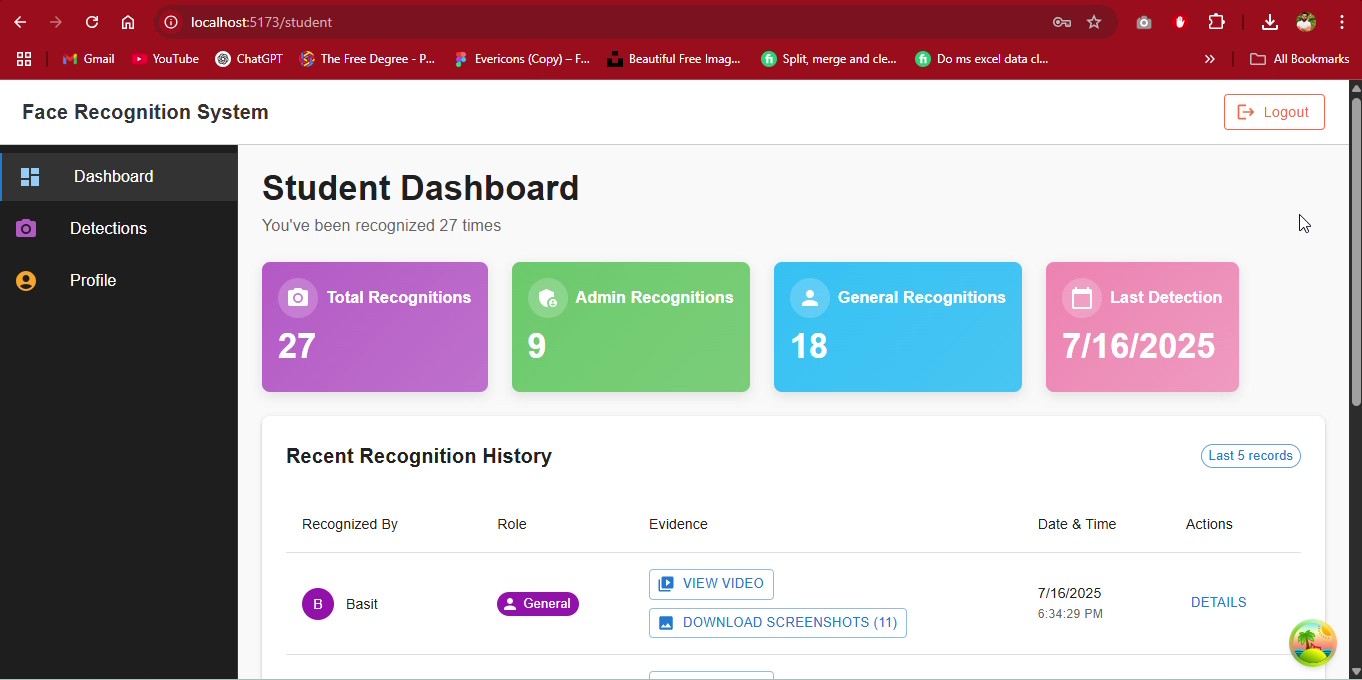 localhost:5173/student
Gmail YouTube ChatGPT The Free Degree - P... Evericons (Copy) – F... Beautiful Free Imag... Split, merge and cle... Do ms excel data cl... » All Bookmarks
Face Recognition System
Logout
Dashboard
Detections
Profile
Student Dashboard
You've been recognized 27 times
Total Recognitions
27
Admin Recognitions
9
General Recognitions
18
Last Detection
7/16/2025
Recent Recognition History
Last 5 records
Recognized By Role Evidence Date & Time Actions
B Basit
General
VIEW VIDEO
DOWNLOAD SCREENSHOTS (11)
7/16/2025
6:34:29 PM
DETAILS